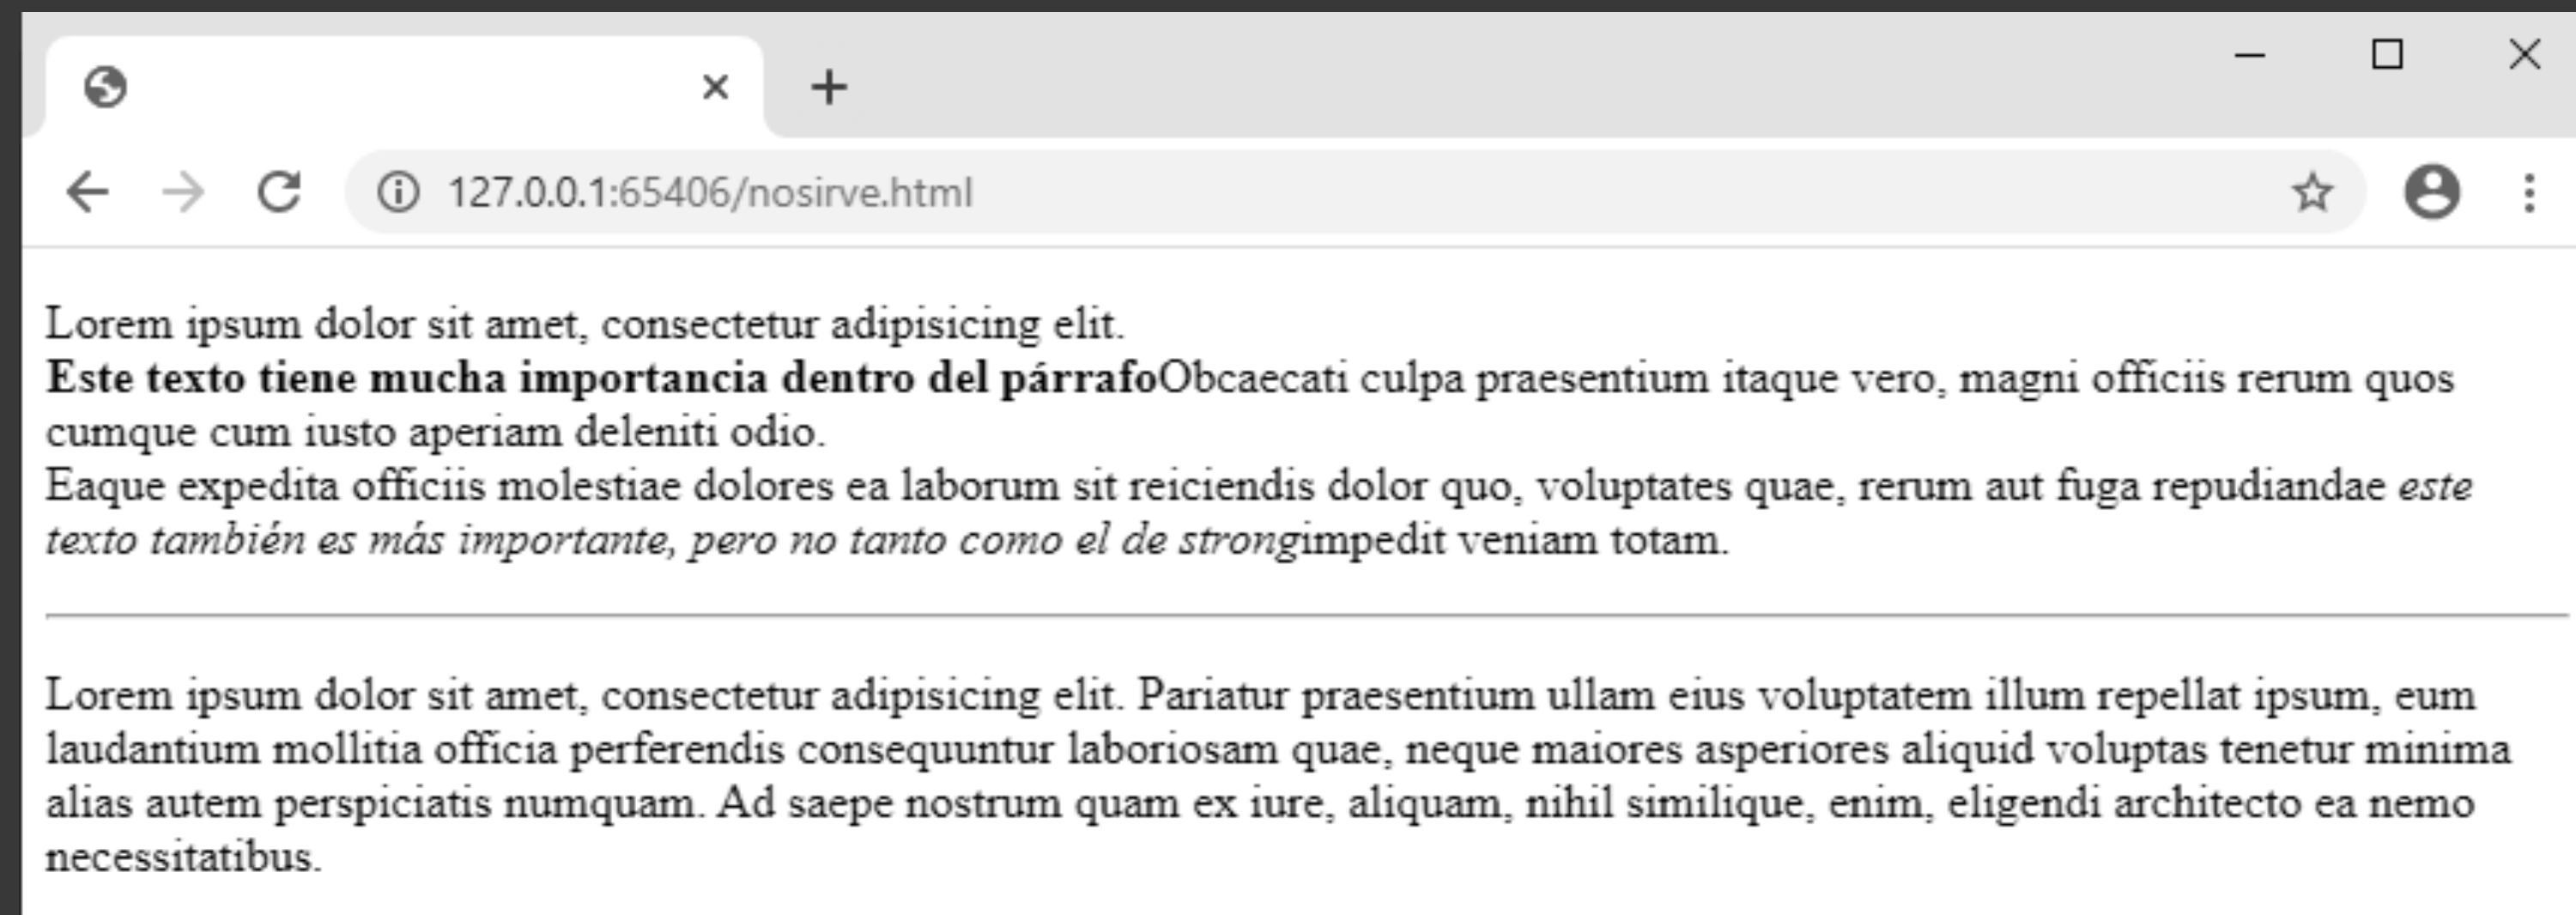 127.0.0.1:65406/nosirve.html
Lorem ipsum dolor sit amet, consectetur adipisicing elit.
Este texto tiene mucha importancia dentro del párrafoObcaecati culpa praesentium itaque vero, magni officiis rerum quos
cumque cum iusto aperiam deleniti odio.
Eaque expedita officiis molestiae dolores ea laborum sit reiciendis dolor quo, voluptates quae, rerum aut fuga repudiandae este
texto también es más importante, pero no tanto como el de strongimpedit veniam totam.
Lorem ipsum dolor sit amet, consectetur adipisicing elit. Pariatur praesentium ullam eius voluptatem illum repellat ipsum, eum
laudantium mollitia officia perferendis consequuntur laboriosam quae, neque maiores asperiores aliquid voluptas tenetur minima
alias autem perspiciatis numquam. Ad saepe nostrum quam ex iure, aliquam, nihil similique, enim, eligendi architecto ea nemo
necessitatibus.